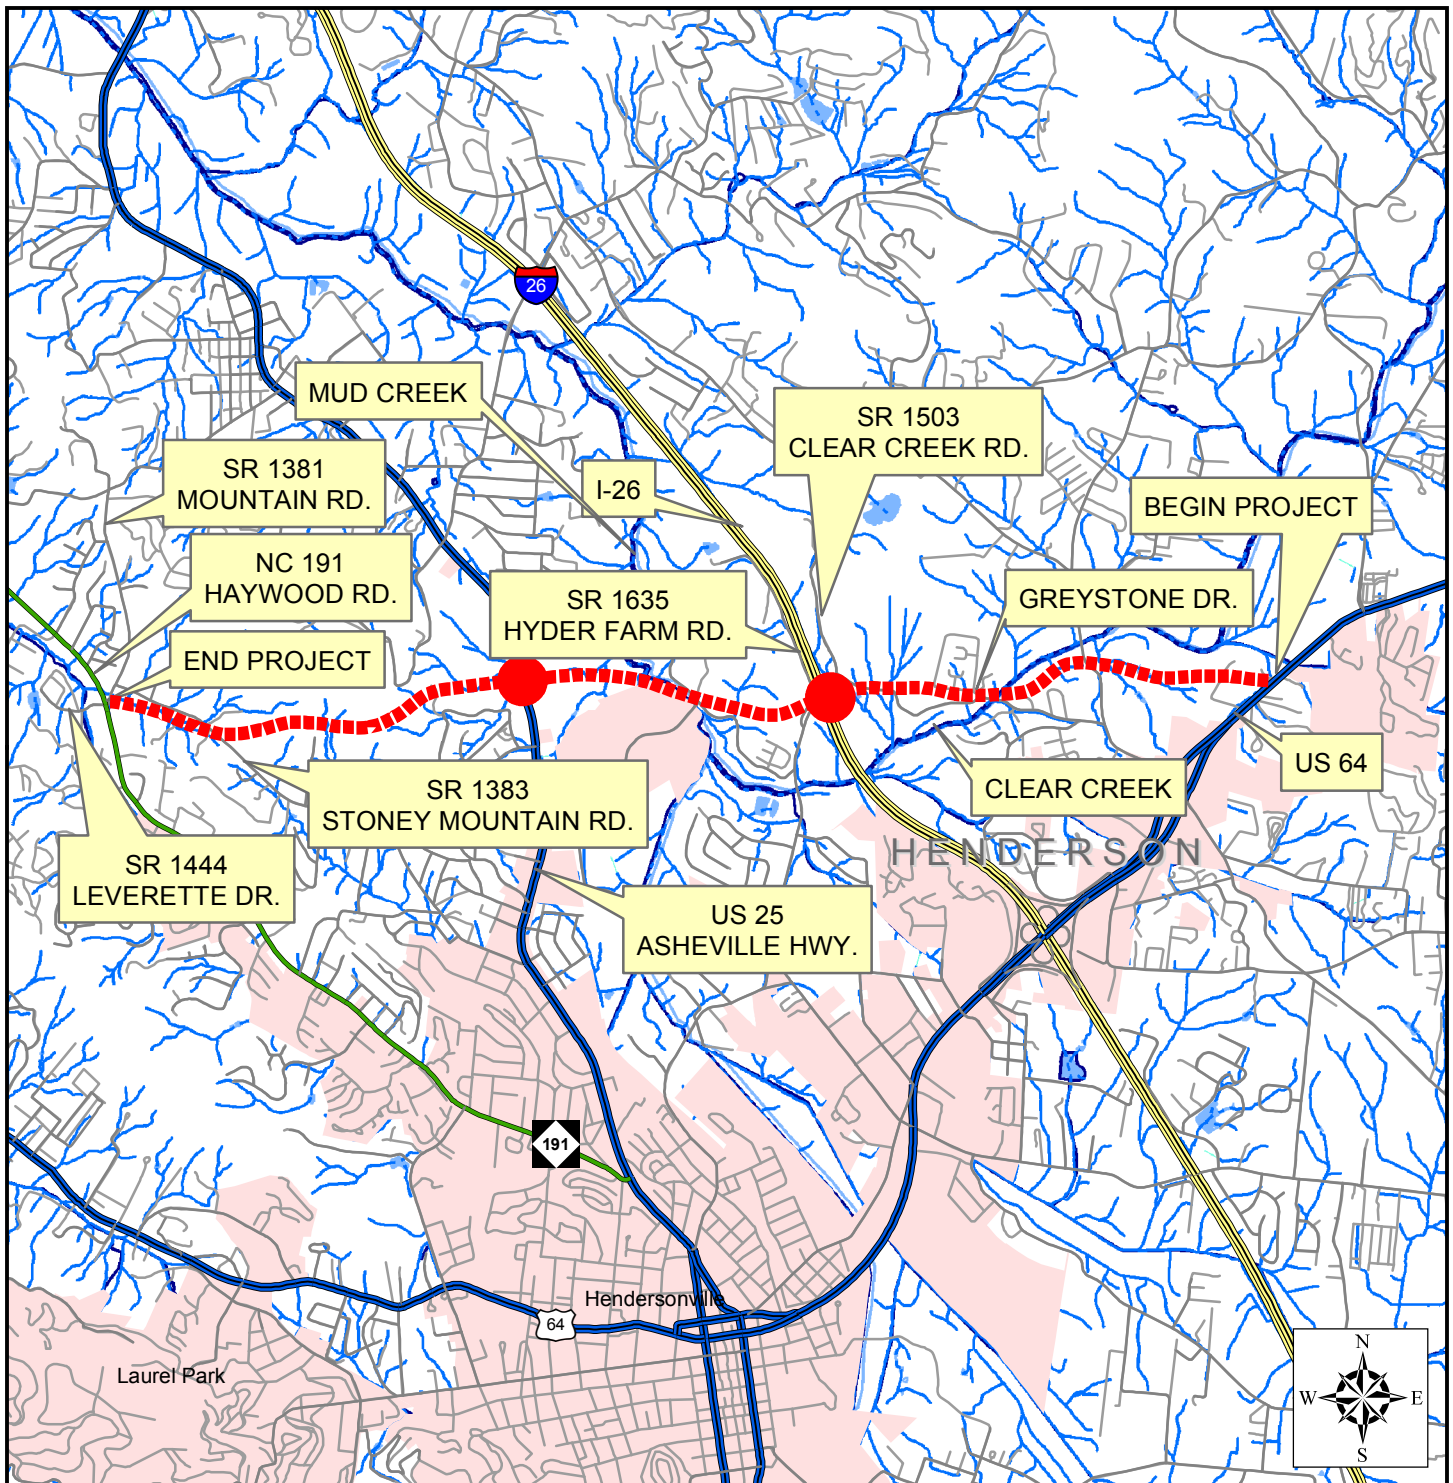 26
MUD CREEK
SR 1503
CLEAR CREEK RD.
SR 1381
MOUNTAIN RD.
I-26
BEGIN PROJECT
NC 191
HAYWOOD RD.
SR 1635
HYDER FARM RD.
GREYSTONE DR.
END PROJECT
US 64
SR 1383
STONEY MOUNTAIN RD.
CLEAR CREEK
HENDERSON
SR 1444
LEVERETTE DR.
US 25
ASHEVILLE HWY.
191
Hendersonville
64
Laurel Park
N
W E
S